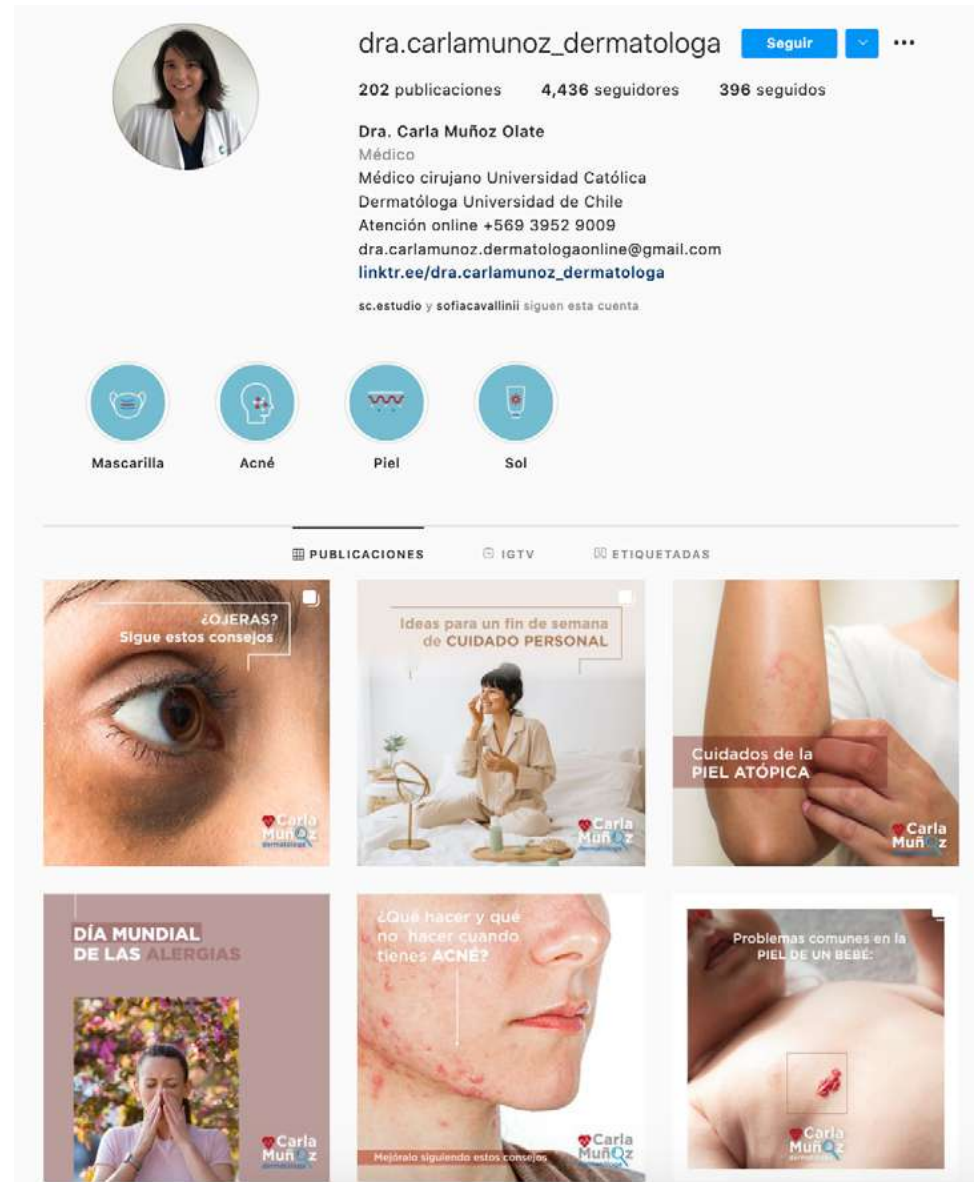 dra.carlamunoz_dermatologa Seguir
202 publicaciones 4,436 seguidores 396 seguidos
Dra. Carla Muñoz Olate
Médico
Médico cirujano Universidad Católica
Dermatóloga Universidad de Chile
Atención online +569 3952 9009
dra.carlamunoz.dermatologaonline@gmail.com
linktr.ee/dra.carlamunoz_dermatologa
sc.estudio y sofiacavallinii siguen esta cuenta
Mascarilla Acné Piel Sol
PUBLICACIONES IGTV ETIQUETADAS
¿OJERAS?
Sigue estos consejos
Carla
Muñoz
dermatóloga
Ideas para un fin de semana
de CUIDADO PERSONAL
Carla
Muñoz
dermatóloga
Cuidados de la
PIEL ATÓPICA
Carla
Muñoz
DÍA MUNDIAL
DE LAS ALERGIAS
Carla
Muñoz
dermatóloga
¿Qué hacer y qué
no hacer cuando
tienes ACNÉ?
Mejóralo siguiendo estos consejos
Carla
Muñoz
dermatóloga
Problemas comunes en la
PIEL DE UN BEBÉ:
Carla
Muñoz
dermatóloga